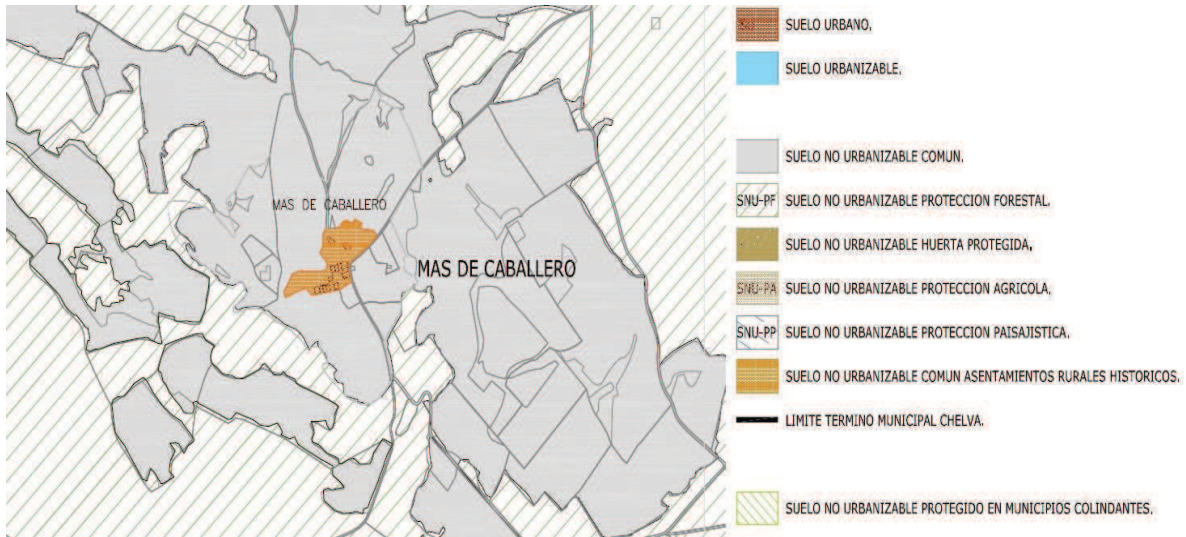 MAS DE CABALLERO
MAS DE CABALLERO
SUELO URBANO.
SUELO URBANIZABLE.
SUELO NO URBANIZABLE COMUN.
SNU-PF SUELO NO URBANIZABLE PROTECCION FORESTAL.
SUELO NO URBANIZABLE HUERTA PROTEGIDA,
SNU-PA SUELO NO URBANIZABLE PROTECCION AGRICOLA.
SNU-PP SUELO NO URBANIZABLE PROTECCION PAISAJISTICA.
SUELO NO URBANIZABLE COMUN ASENTAMIENTOS RURALES HISTORICOS.
LIMITE TERMINO MUNICIPAL CHELVA.
SUELO NO URBANIZABLE PROTEGIDO EN MUNICIPIOS COLINDANTES.